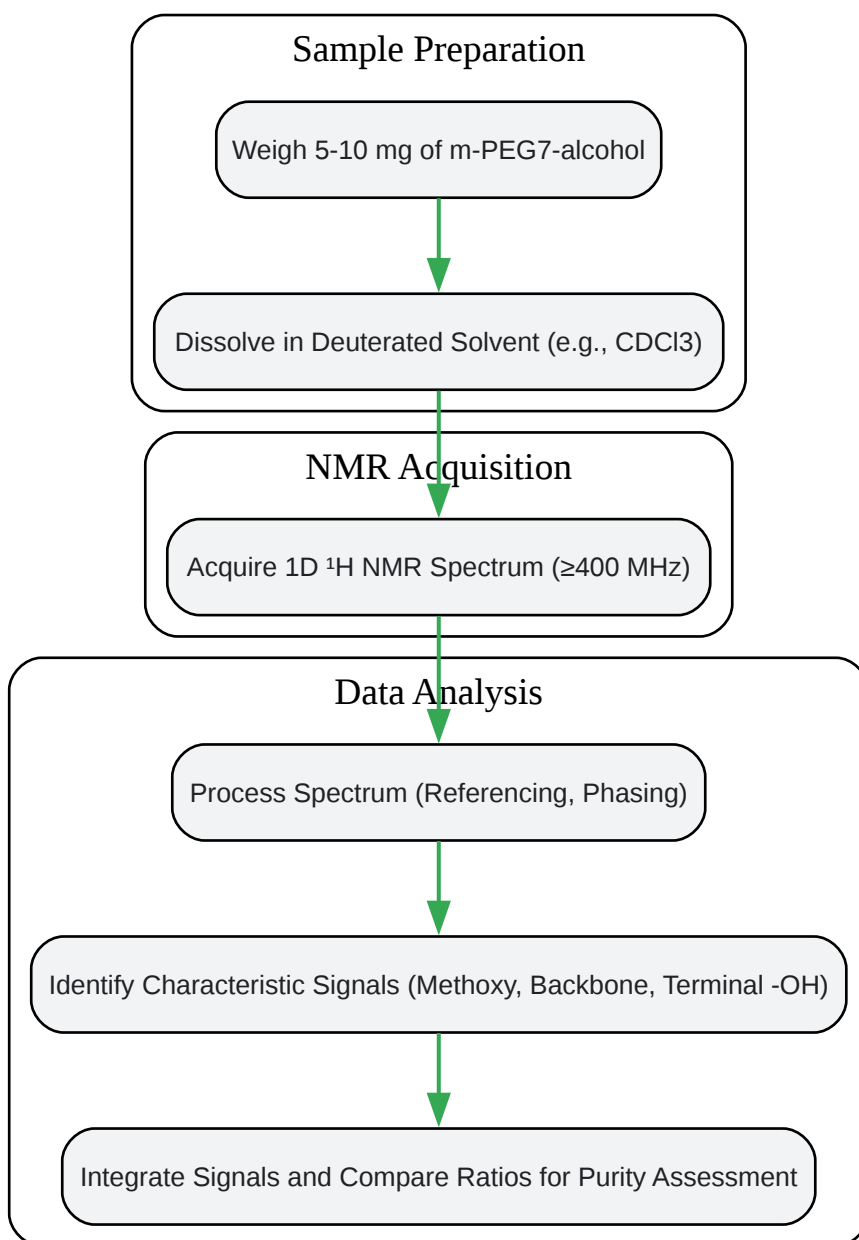 Sample Preparation
Weigh 5-10 mg of m-PEG7-alcohol
Dissolve in Deuterated Solvent (e.g., CDCl3)
NMR Acquisition
Acquire 1D ¹H NMR Spectrum (≥400 MHz)
Data Analysis
Process Spectrum (Referencing, Phasing)
Identify Characteristic Signals (Methoxy, Backbone, Terminal -OH)
Integrate Signals and Compare Ratios for Purity Assessment